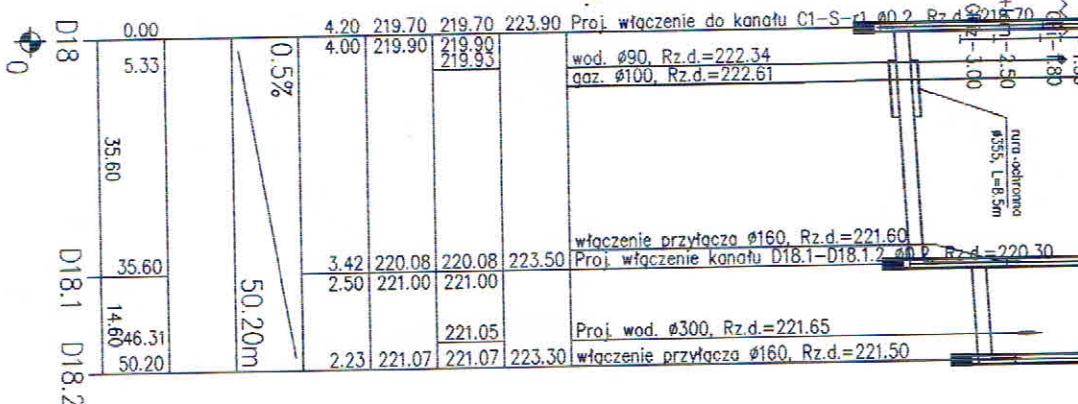 D18 0.00 4.20 219.70 219.70 223.90 Proj. włączenie do kanału C1-S-r1 ø0.2 Rz.d.=218.70
4.00 219.90 219.90
5.33 219.93 wod. ø90, Rz.d.=222.34
gaz. ø100, Rz.d.=222.61
-1.80
-2.50
-3.00
0
0.5%
rura ochronna
ø355, L=8.5m
35.60
włączenie przyłącza ø160, Rz.d.=221.60
D18.1 35.60 3.42 220.08 220.08 223.50 Proj. włączenie kanału D18.1-D18.1.2 ø0.2 Rz.d.=220.30
2.50 221.00 221.00
50.20m
14.60
46.31 221.05 Proj. wod. ø300, Rz.d.=221.65
D18.2 50.20 2.23 221.07 221.07 223.30 włączenie przyłącza ø160, Rz.d.=221.50